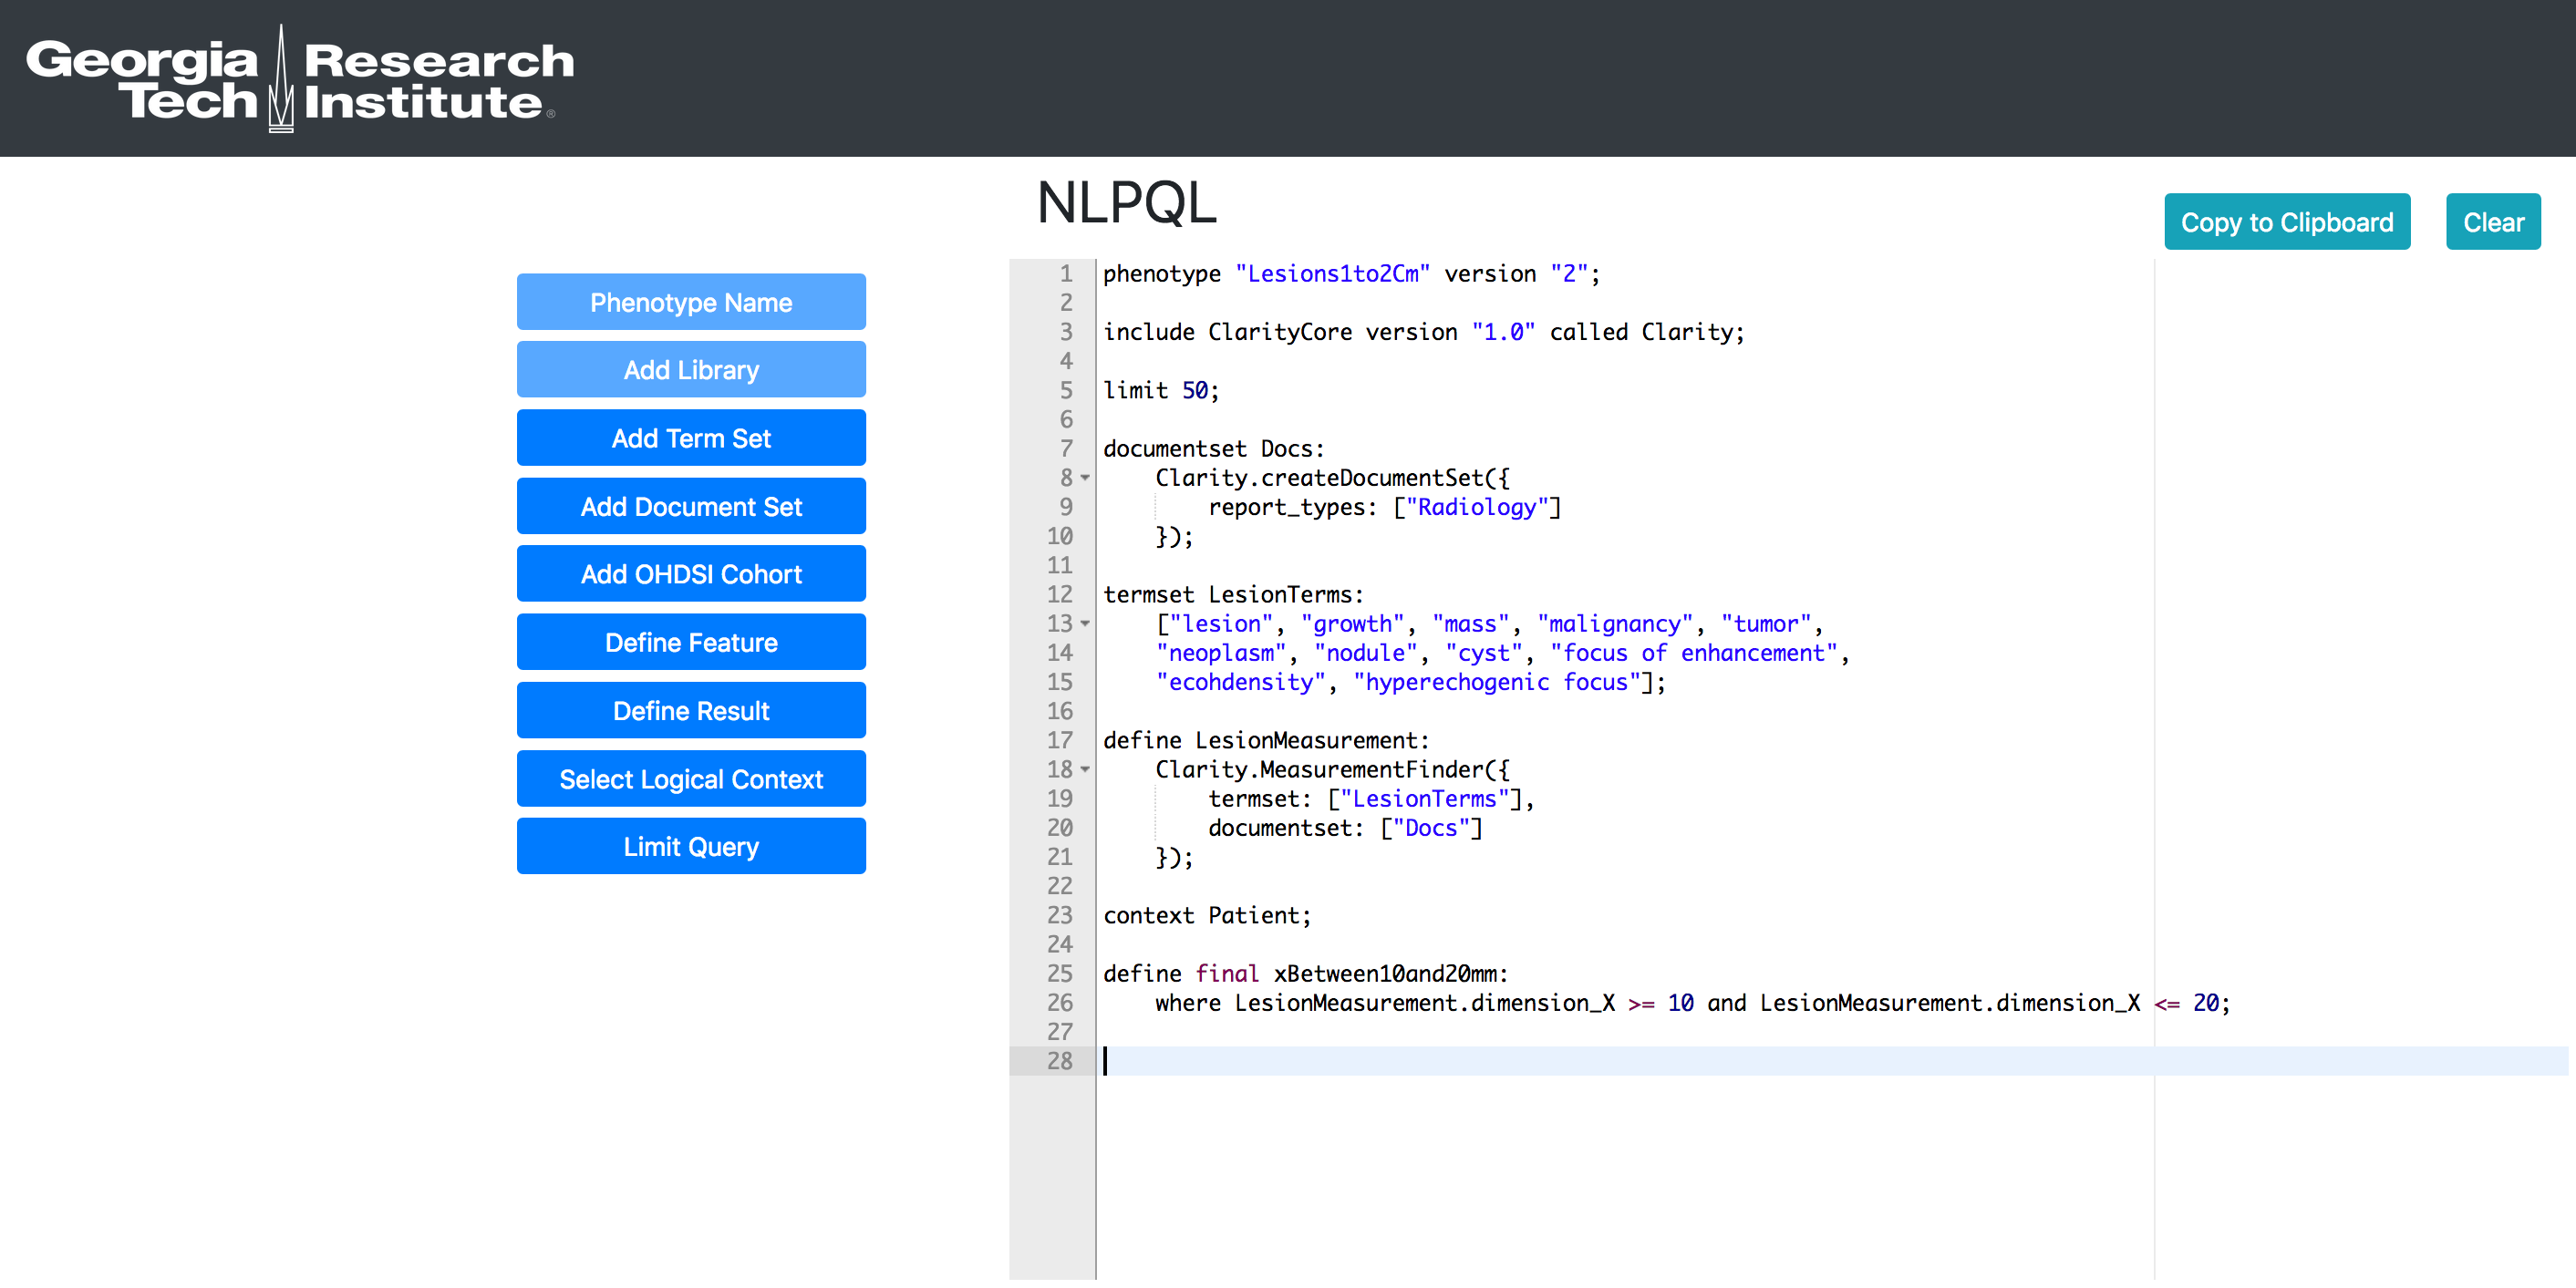 Georgia Tech Research Institute®
NLPQL
Copy to Clipboard
Clear
Phenotype Name
Add Library
Add Term Set
Add Document Set
Add OHDSI Cohort
Define Feature
Define Result
Select Logical Context
Limit Query
1 phenotype "Lesions1to2Cm" version "2";
2
3 include ClarityCore version "1.0" called Clarity;
4
5 limit 50;
6
7 documentset Docs:
8     Clarity.createDocumentSet({
9         report_types: ["Radiology"]
10     });
11
12 termset LesionTerms:
13     ["lesion", "growth", "mass", "malignancy", "tumor",
14     "neoplasm", "nodule", "cyst", "focus of enhancement",
15     "ecohdensity", "hyperechogenic focus"];
16
17 define LesionMeasurement:
18     Clarity.MeasurementFinder({
19         termset: ["LesionTerms"],
20         documentset: ["Docs"]
21     });
22
23 context Patient;
24
25 define final xBetween10and20mm:
26     where LesionMeasurement.dimension_X >= 10 and LesionMeasurement.dimension_X <= 20;
27
28